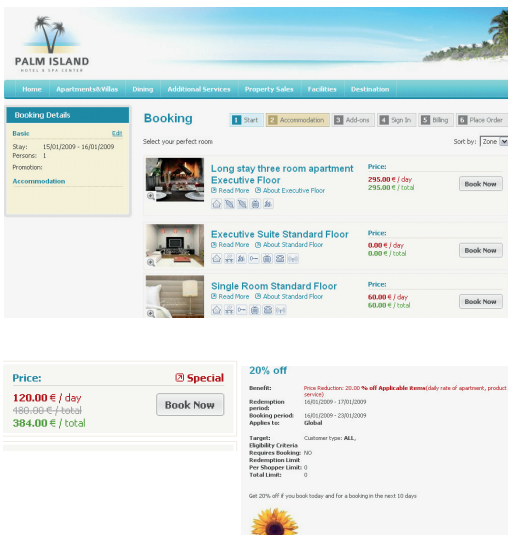 PALM ISLAND
HOTEL & SPA CENTER
Home Apartments&Villas Dining Additional Services Property Sales Facilities Destination
Booking Details
Basic Edit
Stay: 15/01/2009 - 16/01/2009
Persons: 1
Promotion:
Accommodation
Booking
1 Start 2 Accommodation 3 Add-ons 4 Sign In 5 Billing 6 Place Order
Select your perfect room Sort by: Zone
Long stay three room apartment
Executive Floor
Read More About Executive Floor
Price:
295.00 € / day
295.00 € / total
Book Now
Executive Suite Standard Floor
Read More About Standard Floor
Price:
0.00 € / day
0.00 € / total
Book Now
Single Room Standard Floor
Read More About Standard Floor
Price:
60.00 € / day
60.00 € / total
Book Now
Price: Special
120.00 € / day
480.00 € / total
384.00 € / total
Book Now
20% off
Benefit: Price Reduction: 20.00 % off Applicable items(daily rate of apartment, product
service)
Redemption 16/01/2009 - 17/01/2009
period:
Booking period: 16/01/2009 - 23/01/2009
Applies to: Global
Target: Customer type: ALL,
Eligibility Criteria
Requires Booking: NO
Redemption Limit
Per Shopper Limit: 0
Total Limit: 0
Get 20% off if you book today and for a booking in the next 10 days